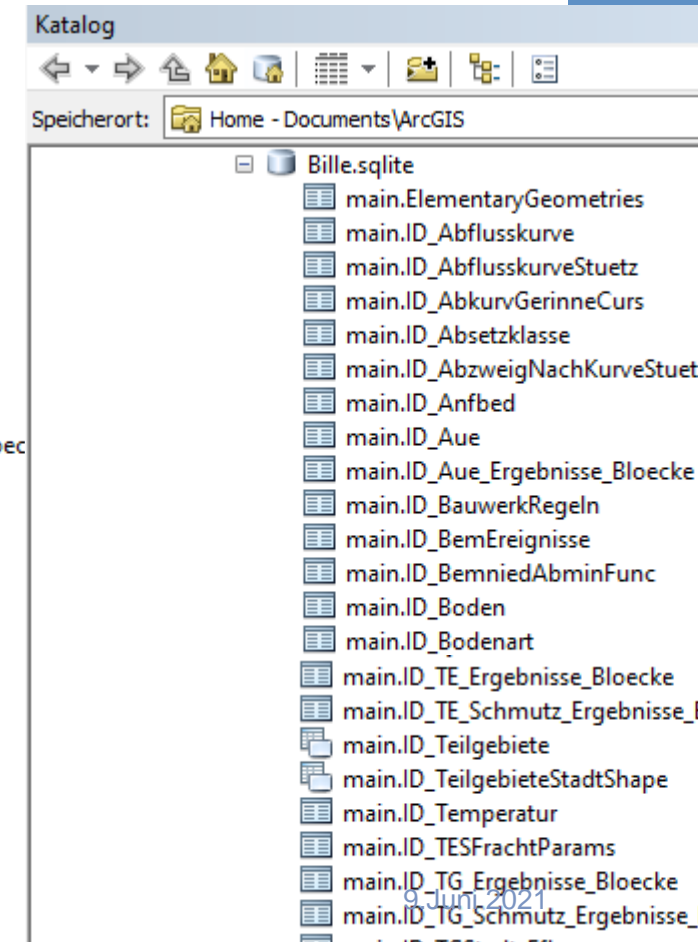 Katalog
Speicherort: Home - Documents\ArcGIS
Bille.sqlite
main.ElementaryGeometries
main.ID_Abflusskurve
main.ID_AbflusskurveStuetz
main.ID_AbkurvGerinneCurs
main.ID_Absetzklasse
main.ID_AbzweigNachKurveStuet
main.ID_Anfbed
main.ID_Aue
main.ID_Aue_Ergebnisse_Bloecke
main.ID_BauwerkRegeln
main.ID_BemEreignisse
main.ID_BemniedAbminFunc
main.ID_Boden
main.ID_Bodenart
main.ID_TE_Ergebnisse_Bloecke
main.ID_TE_Schmutz_Ergebnisse_
main.ID_Teilgebiete
main.ID_TeilgebieteStadtShape
main.ID_Temperatur
main.ID_TESFrachtParams
main.ID_TG_Ergebnisse_Bloecke
9.Juni 2021
main.ID_TG_Schmutz_Ergebnisse_